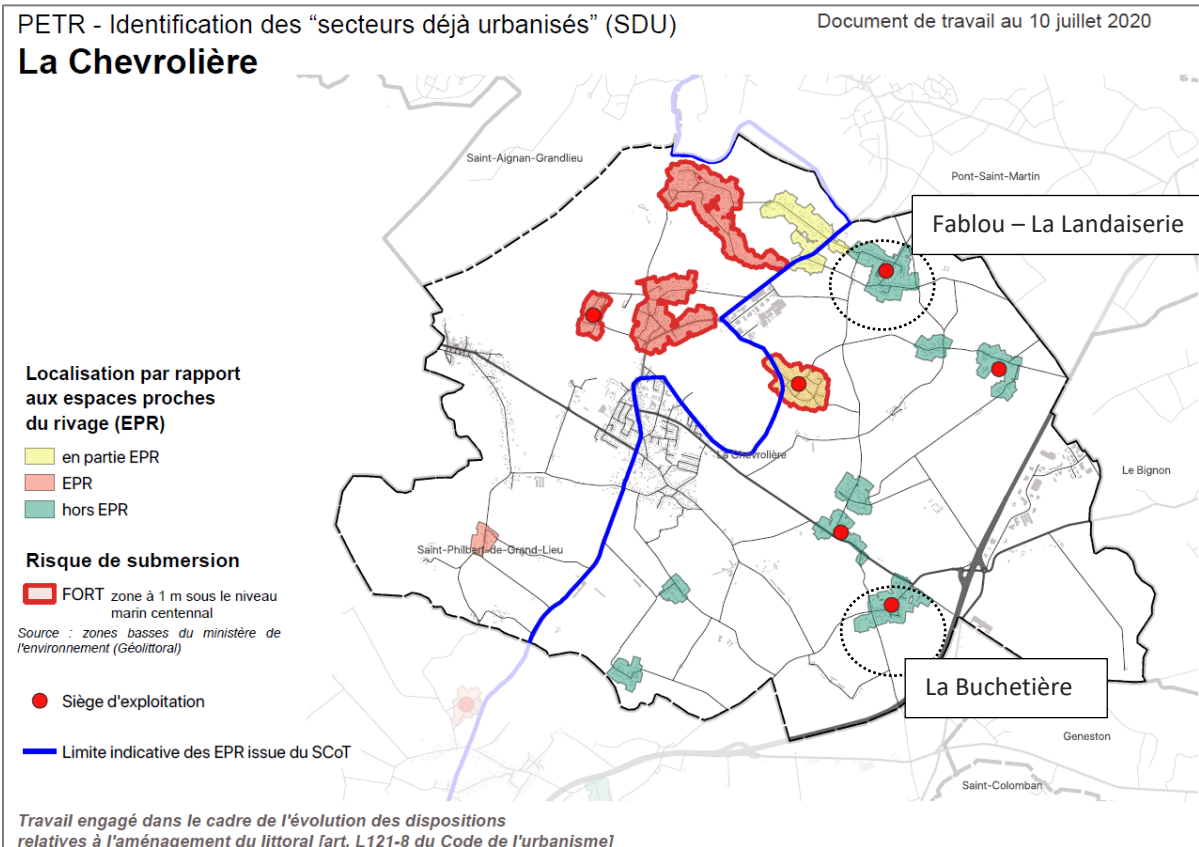 PETR - Identification des “secteurs déjà urbanisés” (SDU)
Document de travail au 10 juillet 2020
La Chevrolière
Saint-Aignan-Grandlieu
Pont-Saint-Martin
Fablou – La Landaiserie
Localisation par rapport
aux espaces proches
du rivage (EPR)
en partie EPR
EPR
hors EPR
La Chevrolière
Le Bignon
Saint-Philbert-de-Grand-Lieu
Risque de submersion
FORT zone à 1 m sous le niveau
marin centennal
Source : zones basses du ministère de
l'environnement (Géolittoral)
Siège d'exploitation
La Buchetière
Limite indicative des EPR issue du SCoT
Geneston
Saint-Colomban
Travail engagé dans le cadre de l'évolution des dispositions
relatives à l'aménagement du littoral [art. L121-8 du Code de l'urbanisme]